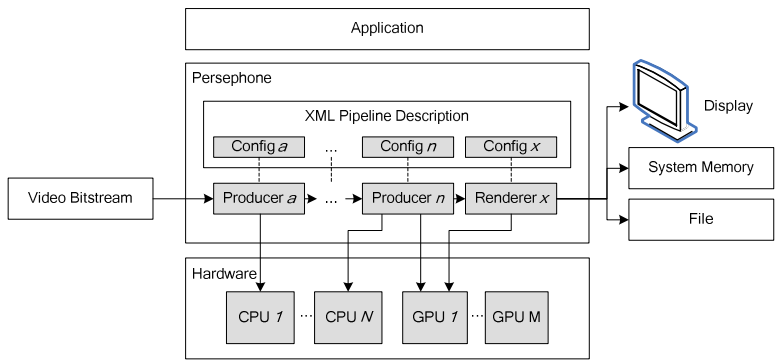 Application
Persephone
XML Pipeline Description
Config a ... Config n Config x
Display
System Memory
Video Bitstream
Producer a ... Producer n Renderer x
File
Hardware
CPU 1 ... CPU N GPU 1 ... GPU M